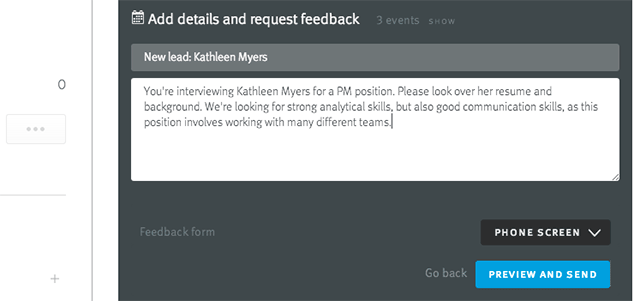 Add details and request feedback 3 events SHOW
New lead: Kathleen Myers
0
You're interviewing Kathleen Myers for a PM position. Please look over her resume and
background. We're looking for strong analytical skills, but also good communication skills, as this
position involves working with many different teams.
Feedback form PHONE SCREEN
Go back PREVIEW AND SEND